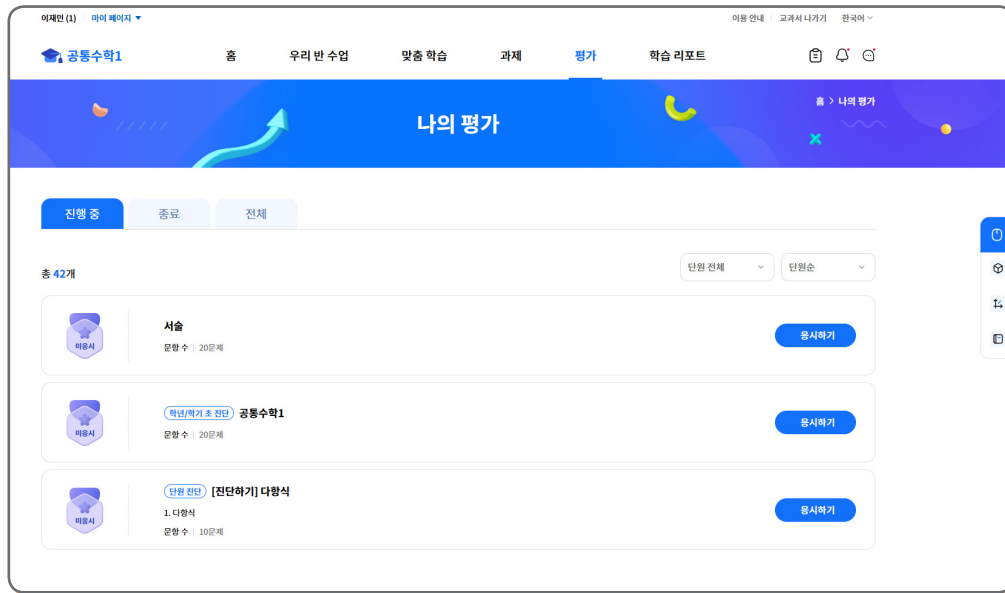 이재민 (1) 마이 페이지 ▼ 이용 안내 교과서 나가기 한국어
공통수학1 홈 우리 반 수업 맞춤 학습 과제 평가 학습 리포트
홈 > 나의 평가
나의 평가
진행 중 종료 전체
총 42개 단원 전체 단원순
미응시
서술
문항 수 20문제
응시하기
미응시
학년/학기 초 진단 공통수학1
문항 수 20문제
응시하기
미응시
단원 진단 [진단하기] 다항식
1. 다항식
문항 수 10문제
응시하기